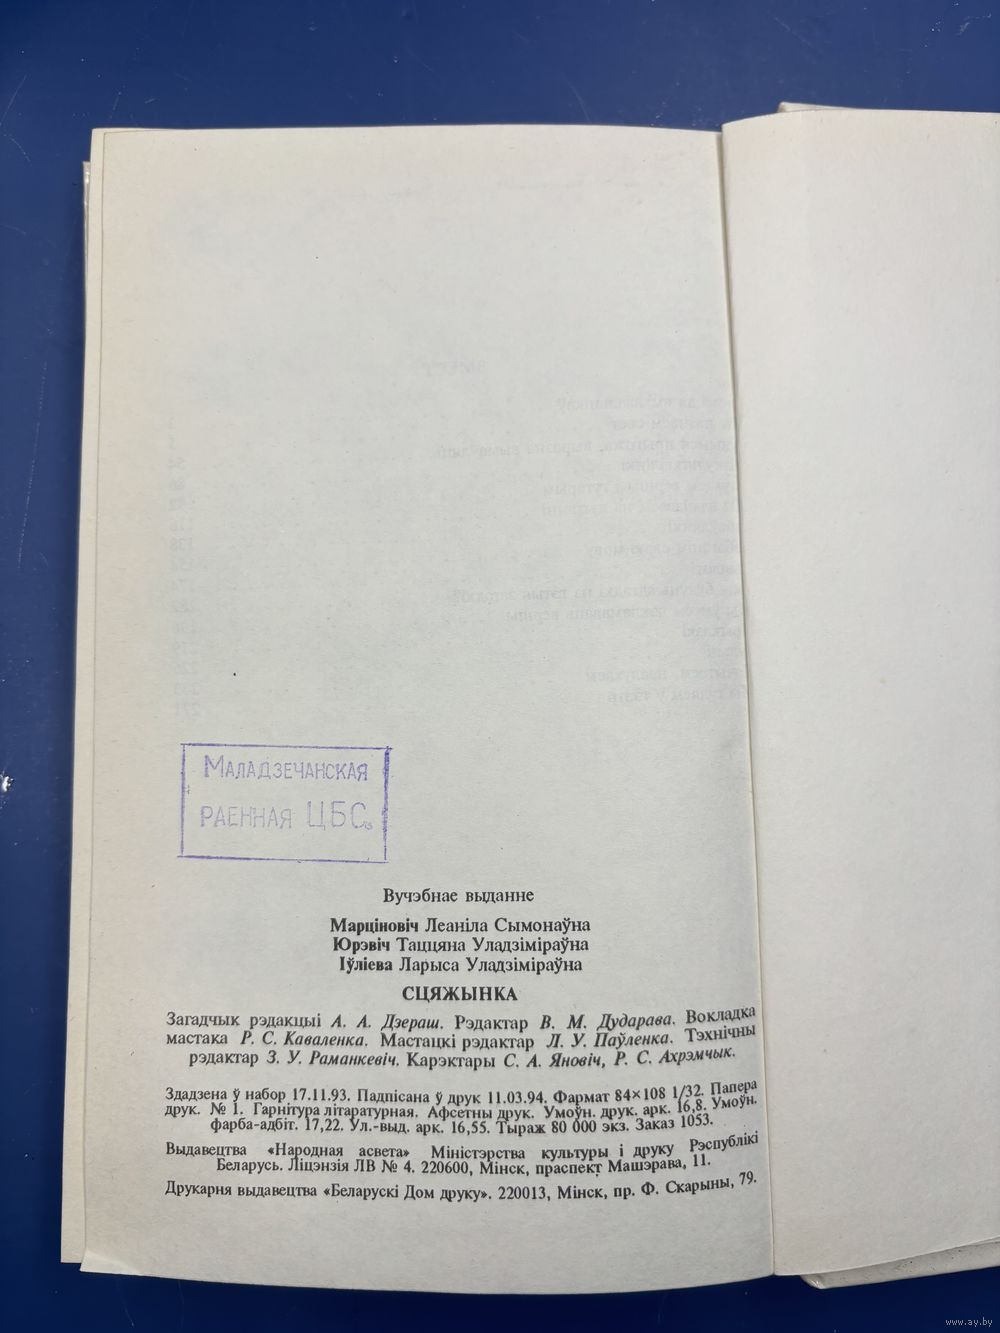 МАЛАДЗЕЧАНСКАЯ
РАЕННАЯ ЦБС
Вучэбнае выданне
Марціновіч Леаніла Сымонаўна
Юрэвіч Таццяна Уладзіміраўна
Іўліева Ларыса Уладзіміраўна
СЦЯЖЫНКА
Загадчык рэдакцыі А. А. Дзераш. Рэдактар В. М. Дударава. Вокладка
мастака Р. С. Каваленка. Мастацкі рэдактар Л. У. Паўленка. Тэхнічны
рэдактар З. У. Раманкевіч. Карэктары С. А. Яновіч, Р. С. Ахрэмчык.
Здадзена ў набор 17.11.93. Падпісана ў друк 11.03.94. Фармат 84×108 1/32. Папера
друк. № 1. Гарнітура літаратурная. Афсетны друк. Умоўн. друк. арк. 16,8. Умоўн.
фарба-адбіт. 17,22. Ул.-выд. арк. 16,55. Тыраж 80 000 экз. Заказ 1053.
Выдавецтва «Народная асвета» Міністэрства культуры і друку Рэспублікі
Беларусь. Ліцэнзія ЛВ № 4. 220600, Мінск, праспект Машэрава, 11.
Друкарня выдавецтва «Беларускі Дом друку». 220013, Мінск, пр. Ф. Скарыны, 79.
www.ay.by